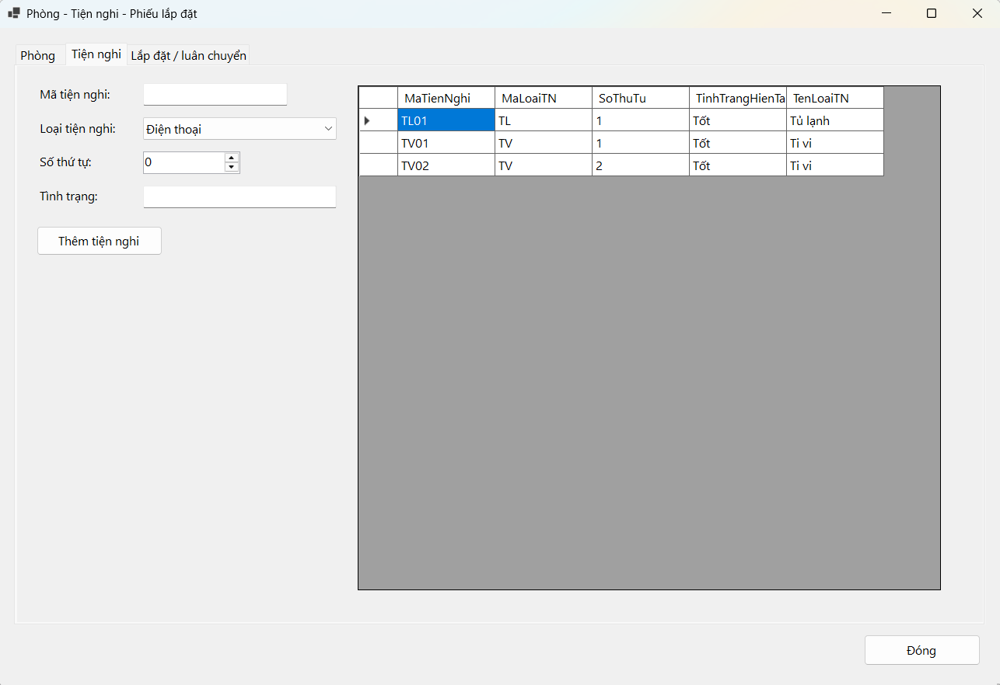 Phòng - Tiện nghi - Phiếu lắp đặt
Phòng Tiện nghi Lắp đặt / luân chuyển
Mã tiện nghi:
Loại tiện nghi: Điện thoại
Số thứ tự: 0
Tình trạng:
Thêm tiện nghi
MaTienNghi MaLoaiTN SoThuTu TinhTrangHienTa TenLoaiTN
TL01 TL 1 Tốt Tủ lạnh
TV01 TV 1 Tốt Ti vi
TV02 TV 2 Tốt Ti vi
Đóng